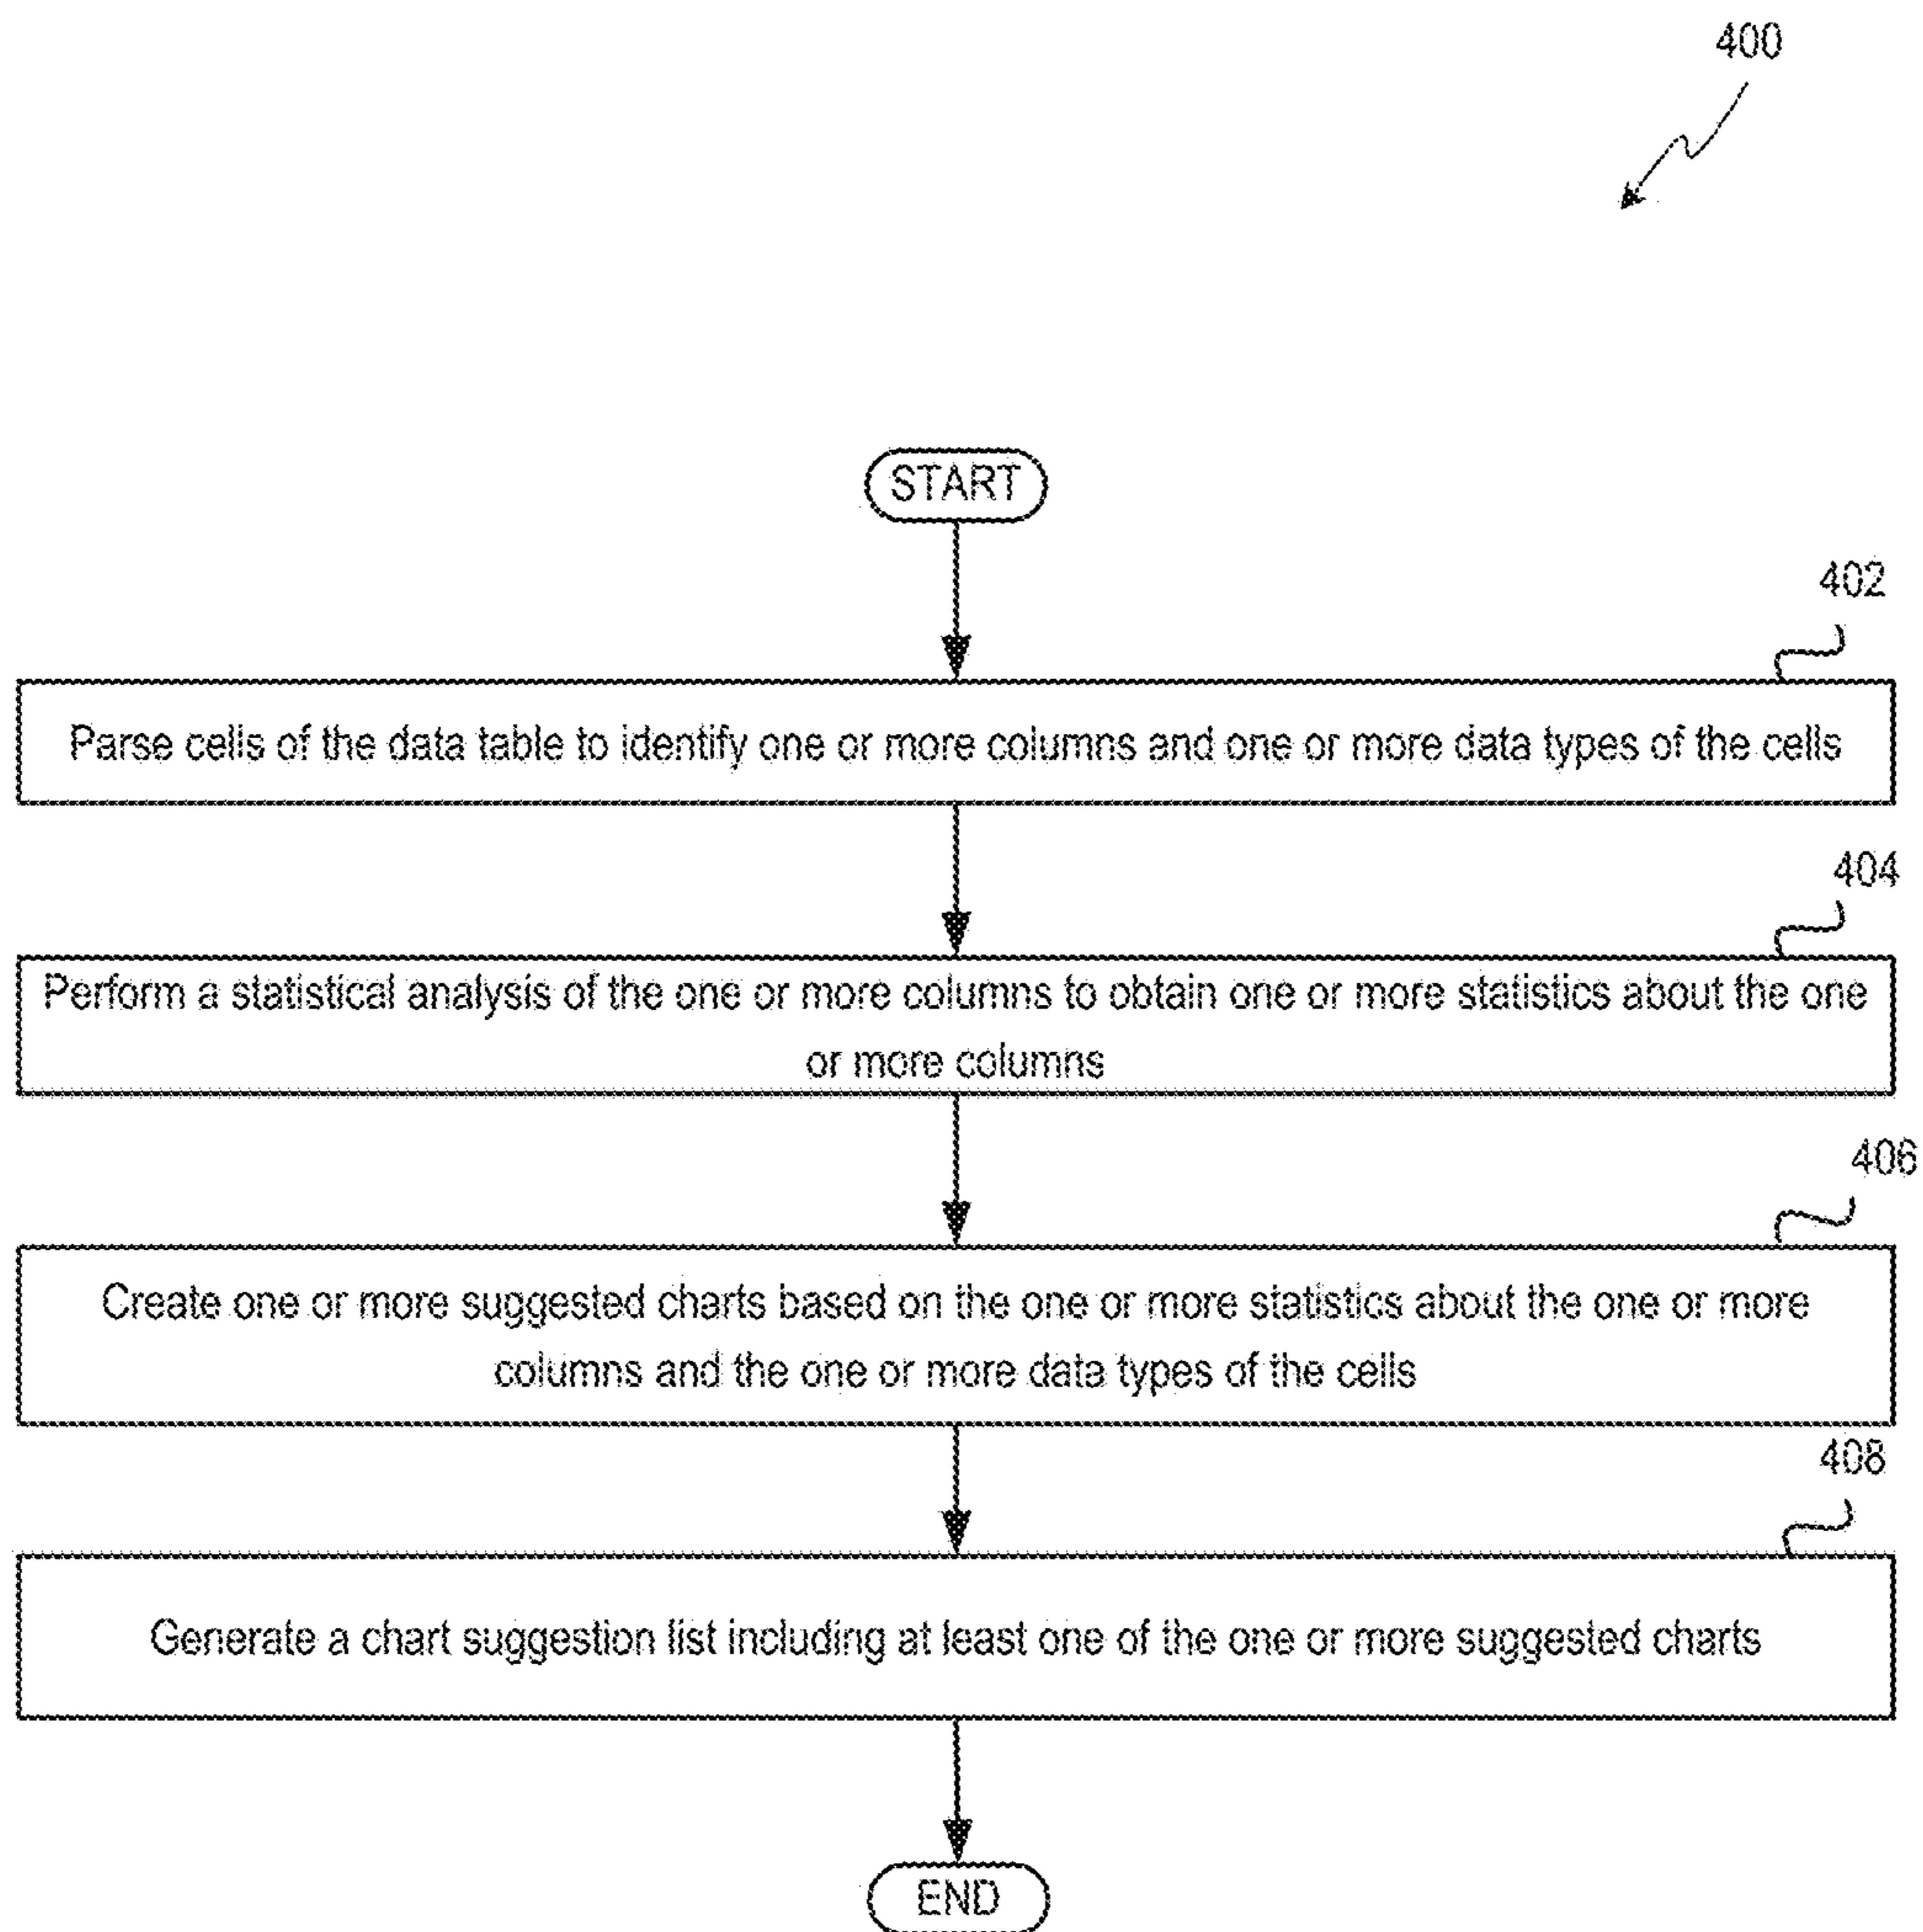 400
START
402
Parse cells of the data table to identify one or more columns and one or more data types of the cells
404
Perform a statistical analysis of the one or more columns to obtain one or more statistics about the one
or more columns
406
Create one or more suggested charts based on the one or more statistics about the one or more
columns and the one or more data types of the cells
408
Generate a chart suggestion list including at least one of the one or more suggested charts
END